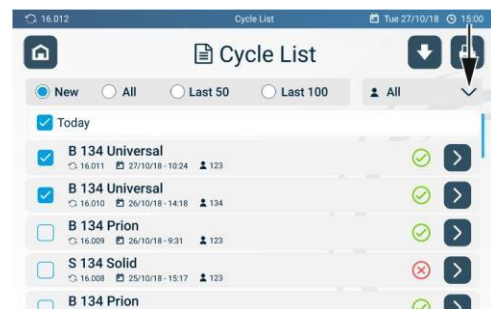 16.012 Cycle List Tue 27/10/18 15:00
Cycle List
New All Last 50 Last 100 All
Today
B 134 Universal
16.011 27/10/18 - 10:24 123
B 134 Universal
16.010 26/10/18 - 14:18 134
B 134 Prion
16.009 26/10/18 - 9:31 123
S 134 Solid
16.008 25/10/18 - 15:17 123
B 134 Prion